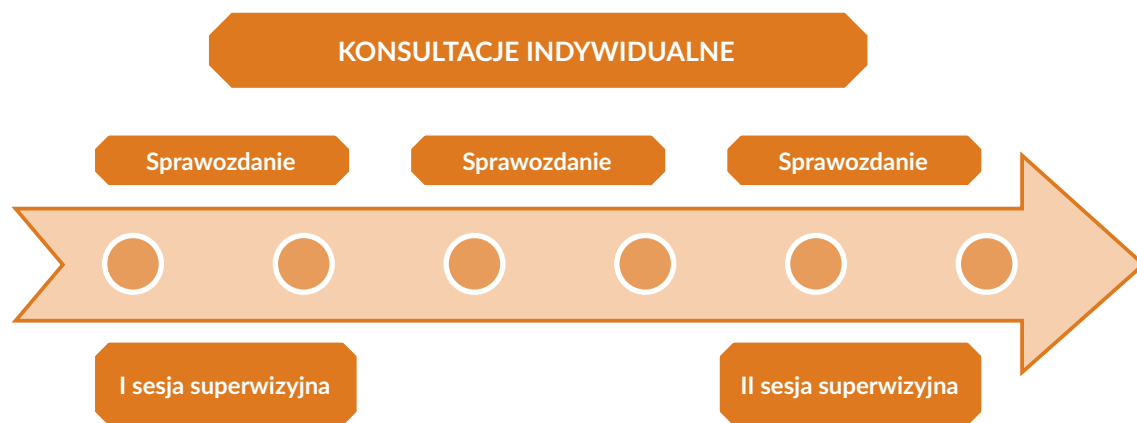 KONSULTACJE INDYWIDUALNE
Sprawozdanie
Sprawozdanie
Sprawozdanie
I sesja superwizyjna
II sesja superwizyjna